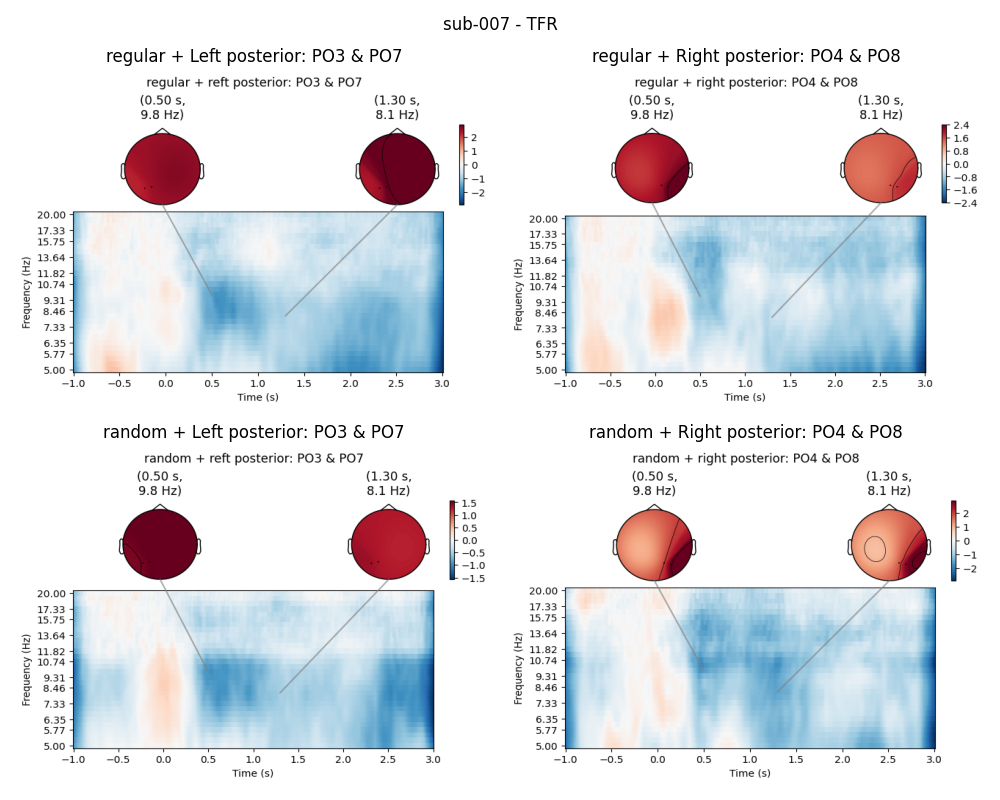 sub-007 - TFR
regular + Left posterior: PO3 & PO7
regular + reft posterior: PO3 & PO7
(0.50 s,
9.8 Hz)
(1.30 s,
8.1 Hz)
2
1
0
−1
−2
20.00
17.33
15.75
13.64
11.82
10.74
9.31
8.46
7.33
6.35
5.77
5.00
Frequency (Hz)
−1.0 −0.5 0.0 0.5 1.0 1.5 2.0 2.5 3.0
Time (s)
regular + Right posterior: PO4 & PO8
regular + right posterior: PO4 & PO8
(0.50 s,
9.8 Hz)
(1.30 s,
8.1 Hz)
2.4
1.6
0.8
0.0
−0.8
−1.6
−2.4
20.00
17.33
15.75
13.64
11.82
10.74
9.31
8.46
7.33
6.35
5.77
5.00
Frequency (Hz)
−1.0 −0.5 0.0 0.5 1.0 1.5 2.0 2.5 3.0
Time (s)
random + Left posterior: PO3 & PO7
random + reft posterior: PO3 & PO7
(0.50 s,
9.8 Hz)
(1.30 s,
8.1 Hz)
1.5
1.0
0.5
0.0
−0.5
−1.0
−1.5
20.00
17.33
15.75
13.64
11.82
10.74
9.31
8.46
7.33
6.35
5.77
5.00
Frequency (Hz)
−1.0 −0.5 0.0 0.5 1.0 1.5 2.0 2.5 3.0
Time (s)
random + Right posterior: PO4 & PO8
random + right posterior: PO4 & PO8
(0.50 s,
9.8 Hz)
(1.30 s,
8.1 Hz)
2
1
0
−1
−2
20.00
17.33
15.75
13.64
11.82
10.74
9.31
8.46
7.33
6.35
5.77
5.00
Frequency (Hz)
−1.0 −0.5 0.0 0.5 1.0 1.5 2.0 2.5 3.0
Time (s)